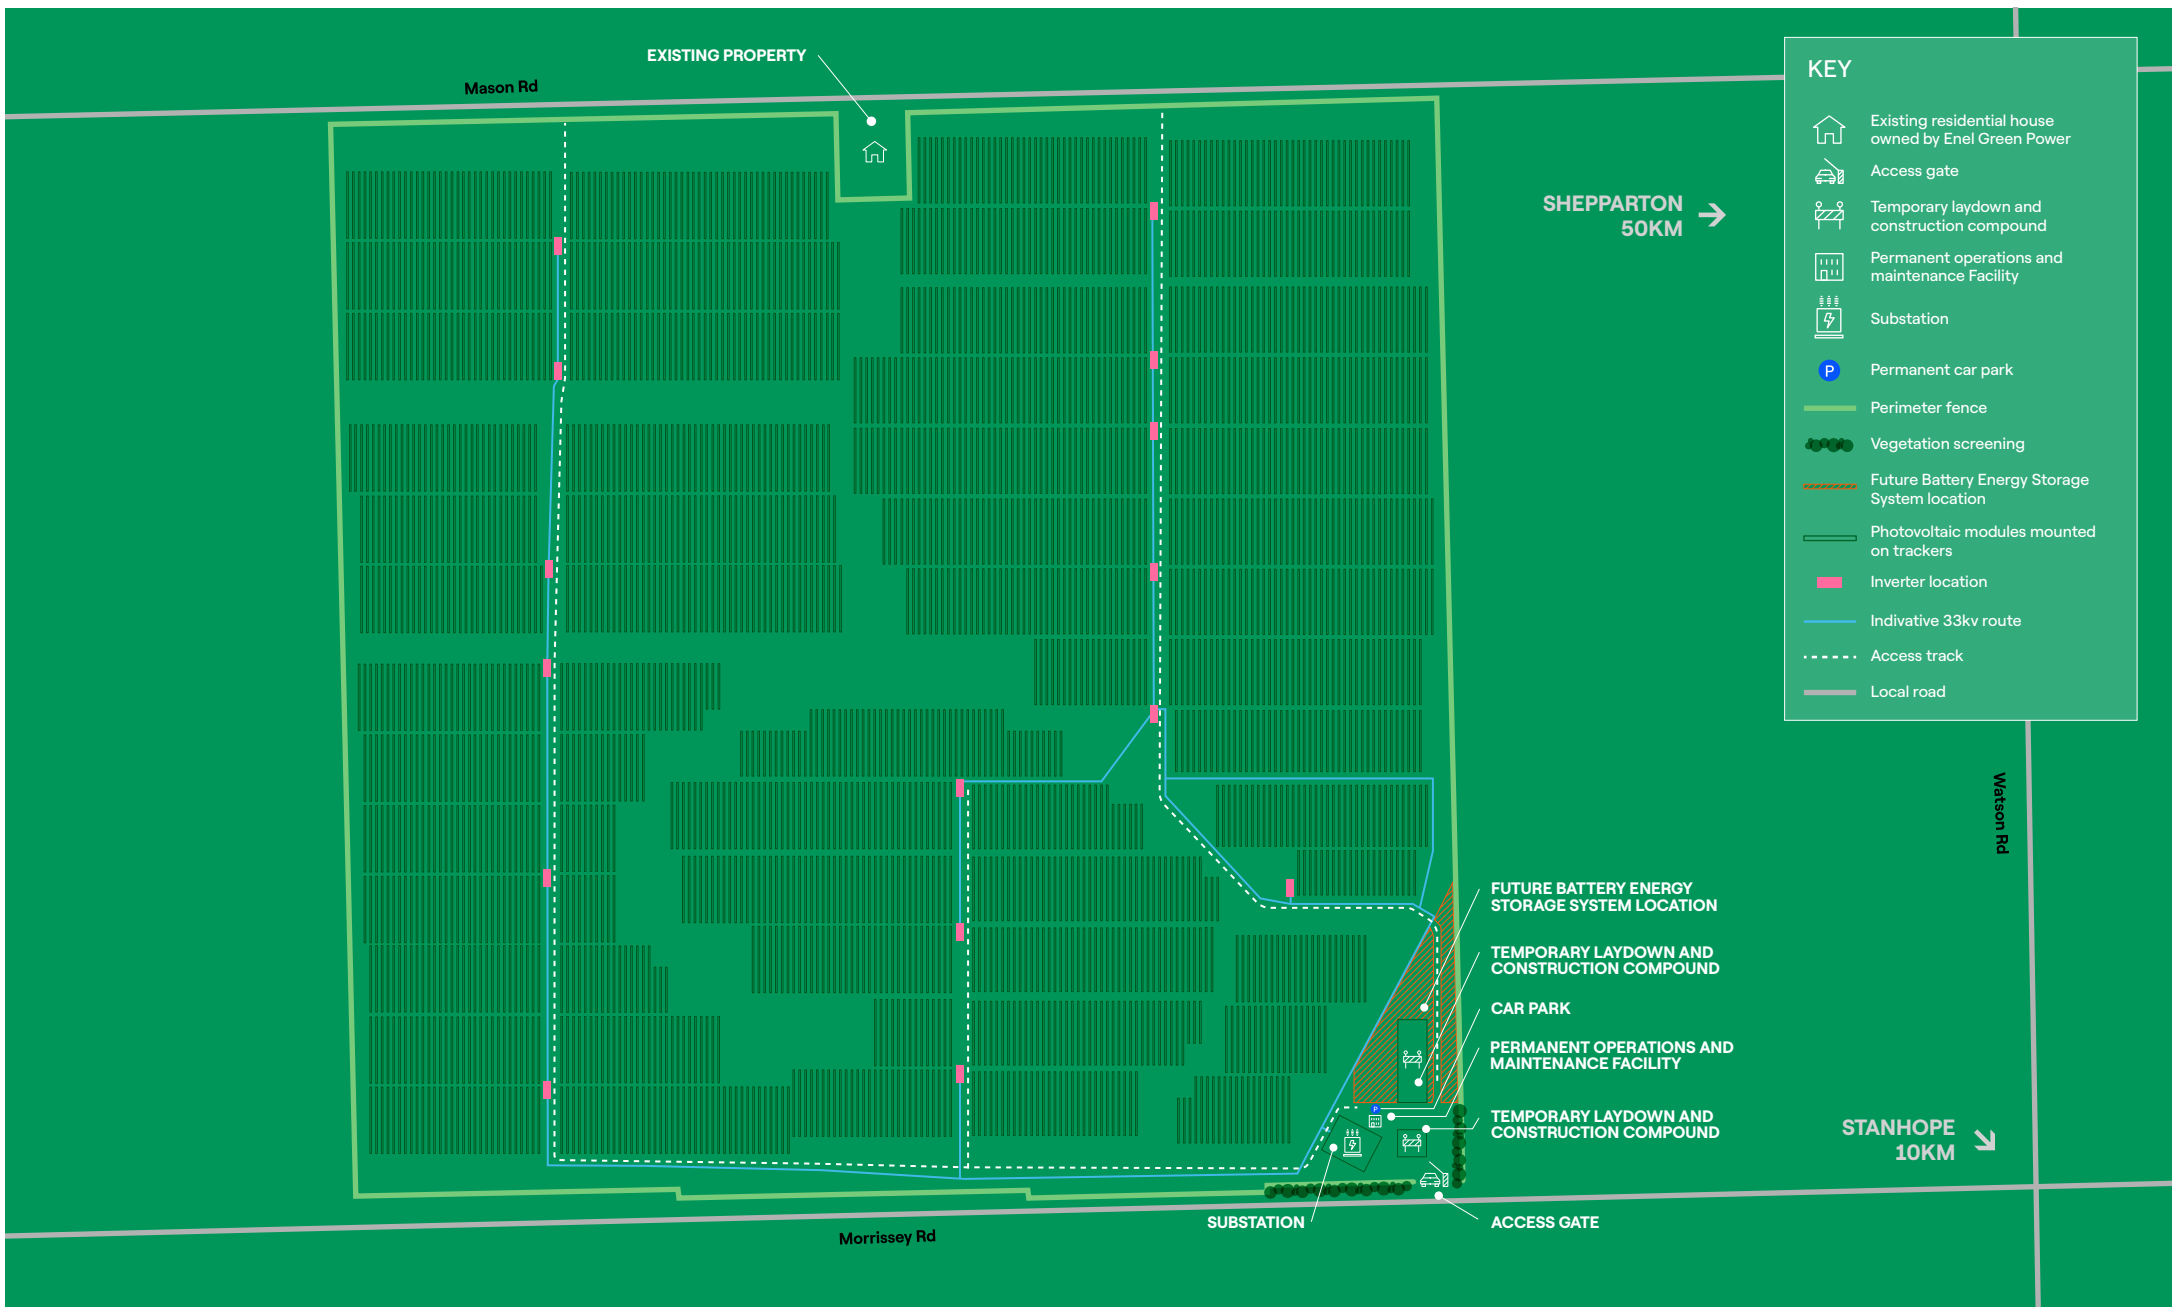 EXISTING PROPERTY
Mason Rd
SHEPPARTON
50KM
KEY
Existing residential house
owned by Enel Green Power
Access gate
Temporary laydown and
construction compound
Permanent operations and
maintenance Facility
Substation
P
Permanent car park
Perimeter fence
Vegetation screening
Future Battery Energy Storage
System location
Photovoltaic modules mounted
on trackers
Inverter location
Indivative 33kv route
Access track
Local road
Watson Rd
FUTURE BATTERY ENERGY
STORAGE SYSTEM LOCATION
TEMPORARY LAYDOWN AND
CONSTRUCTION COMPOUND
CAR PARK
PERMANENT OPERATIONS AND
MAINTENANCE FACILITY
P
TEMPORARY LAYDOWN AND
CONSTRUCTION COMPOUND
STANHOPE
10KM
SUBSTATION
ACCESS GATE
Morrissey Rd